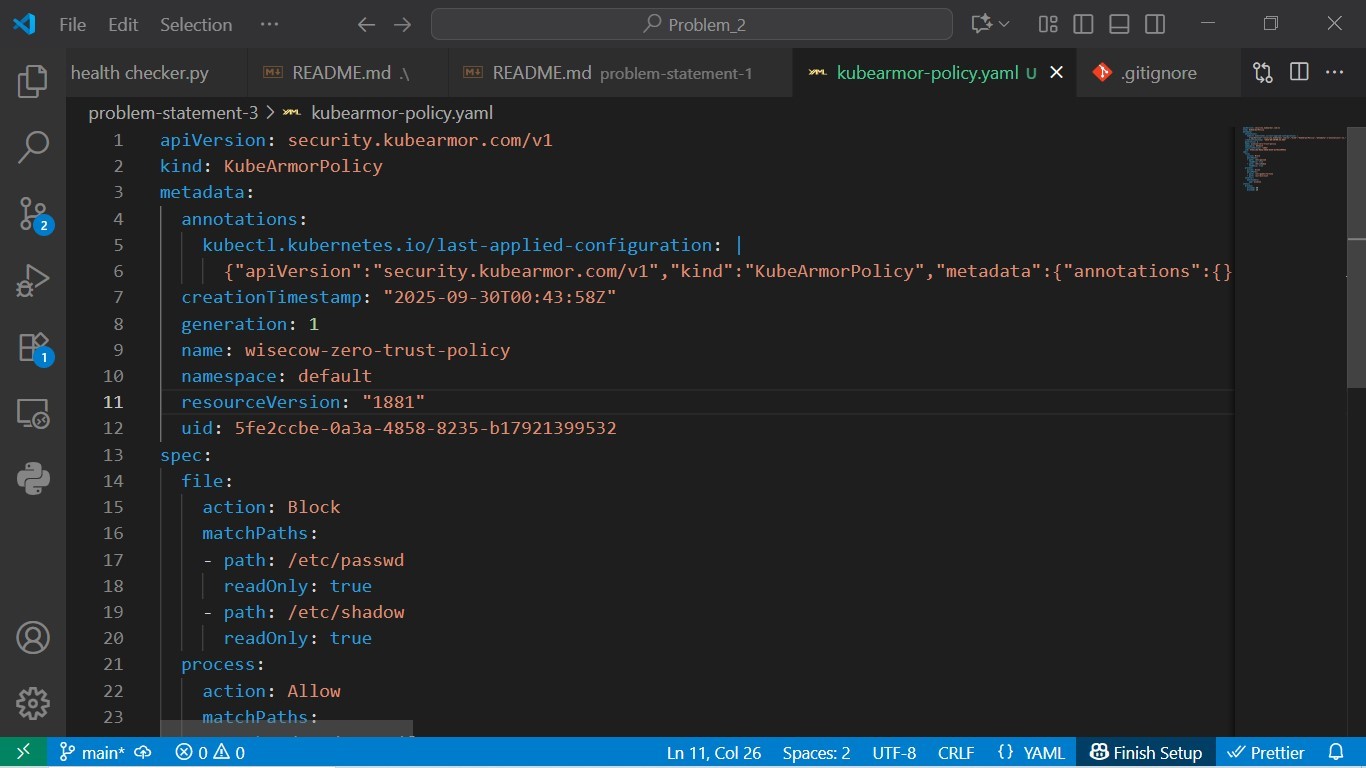 File Edit Selection ··· Problem_2
health checker.py README.md .\ README.md problem-statement-1 kubearmor-policy.yaml U .gitignore ···
problem-statement-3 > kubearmor-policy.yaml
1 apiVersion: security.kubearmor.com/v1
2 kind: KubeArmorPolicy
3 metadata:
4 annotations:
5 kubectl.kubernetes.io/last-applied-configuration: |
6 {"apiVersion":"security.kubearmor.com/v1","kind":"KubeArmorPolicy","metadata":{"annotations":{}
7 creationTimestamp: "2025-09-30T00:43:58Z"
8 generation: 1
9 name: wisecow-zero-trust-policy
10 namespace: default
11 resourceVersion: "1881"
12 uid: 5fe2ccbe-0a3a-4858-8235-b17921399532
13 spec:
14 file:
15 action: Block
16 matchPaths:
17 - path: /etc/passwd
18 readOnly: true
19 - path: /etc/shadow
20 readOnly: true
21 process:
22 action: Allow
23 matchPaths:
2
1
main* 0 0 Ln 11, Col 26 Spaces: 2 UTF-8 CRLF {} YAML Finish Setup Prettier